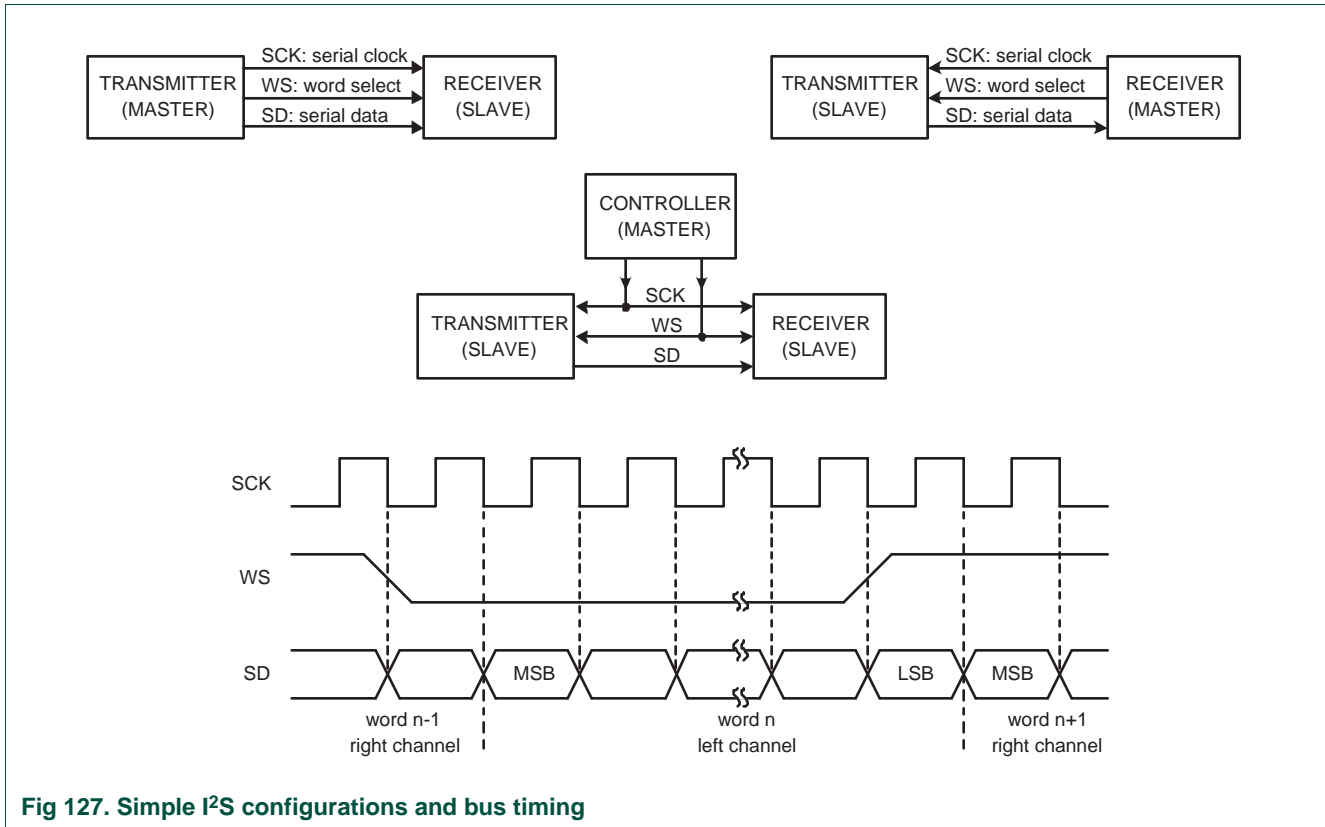 SCK: serial clock
TRANSMITTER
(MASTER)
WS: word select
RECEIVER
(SLAVE)
SD: serial data
SCK: serial clock
TRANSMITTER
(SLAVE)
WS: word select
RECEIVER
(MASTER)
SD: serial data
CONTROLLER
(MASTER)
SCK
TRANSMITTER
(SLAVE)
WS
RECEIVER
(SLAVE)
SD
SCK
WS
SD
MSB
LSB
MSB
word n-1
right channel
word n
left channel
word n+1
right channel
Fig 127. Simple I²S configurations and bus timing